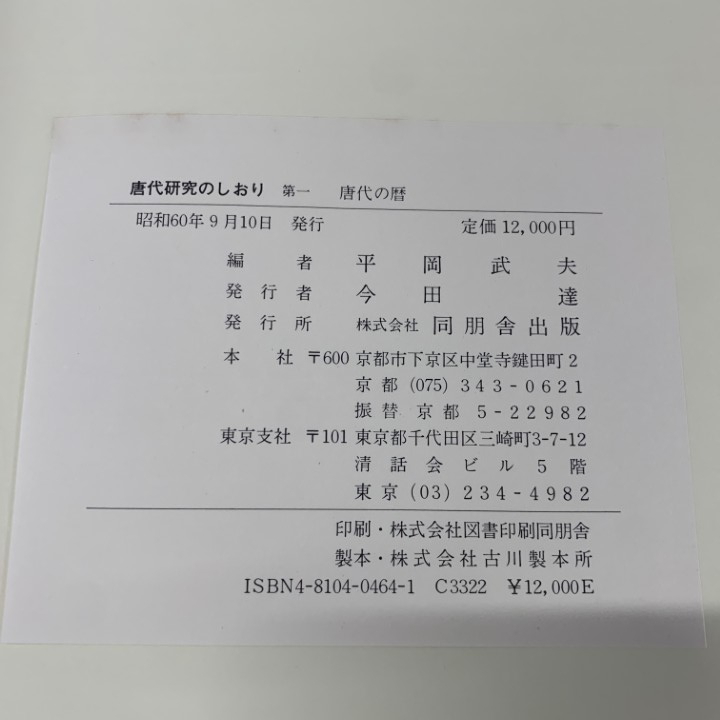 唐代研究のしおり 第一 唐代の暦
昭和60年9月10日 発行 定価 12,000円
編者 平岡武夫
発行者 今田達
発行所 株式会社 同朋舎出版
本社 〒600 京都市下京区中堂寺鍵田町2
京都 (075) 343-0621
振替 京都 5-22982
東京支社 〒101 東京都千代田区三崎町3-7-12
清話会ビル 5階
東京 (03) 234-4982
印刷・株式会社図書印刷同朋舎
製本・株式会社古川製本所
ISBN4-8104-0464-1 C3322 ¥12,000E